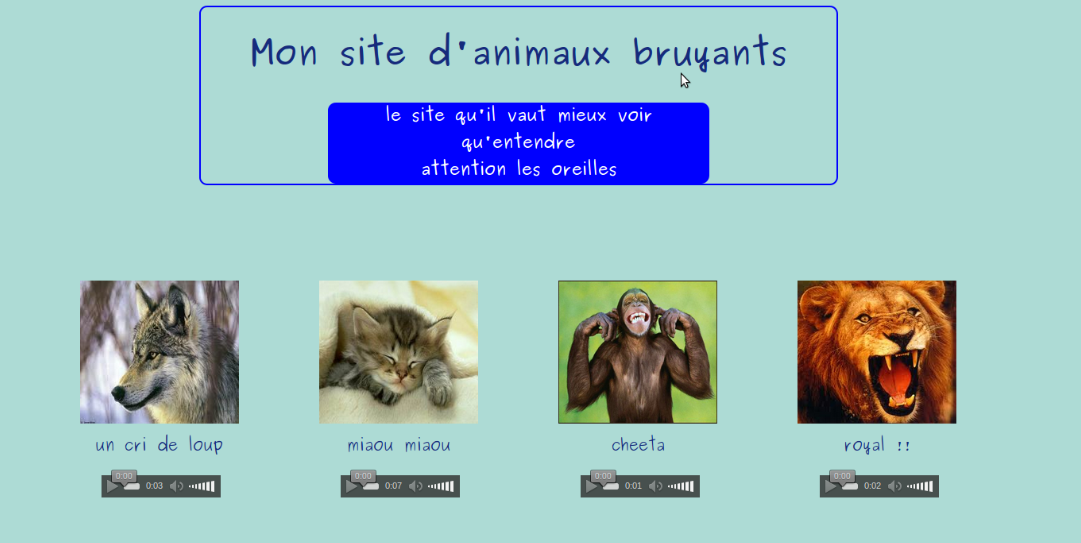 Mon site d'animaux bruyants
le site qu'il vaut mieux voir
qu'entendre
attention les oreilles
un cri de loup
miaou miaou
cheeta
royal !!
0:00 0:03
0:00 0:07
0:00 0:01
0:00 0:02